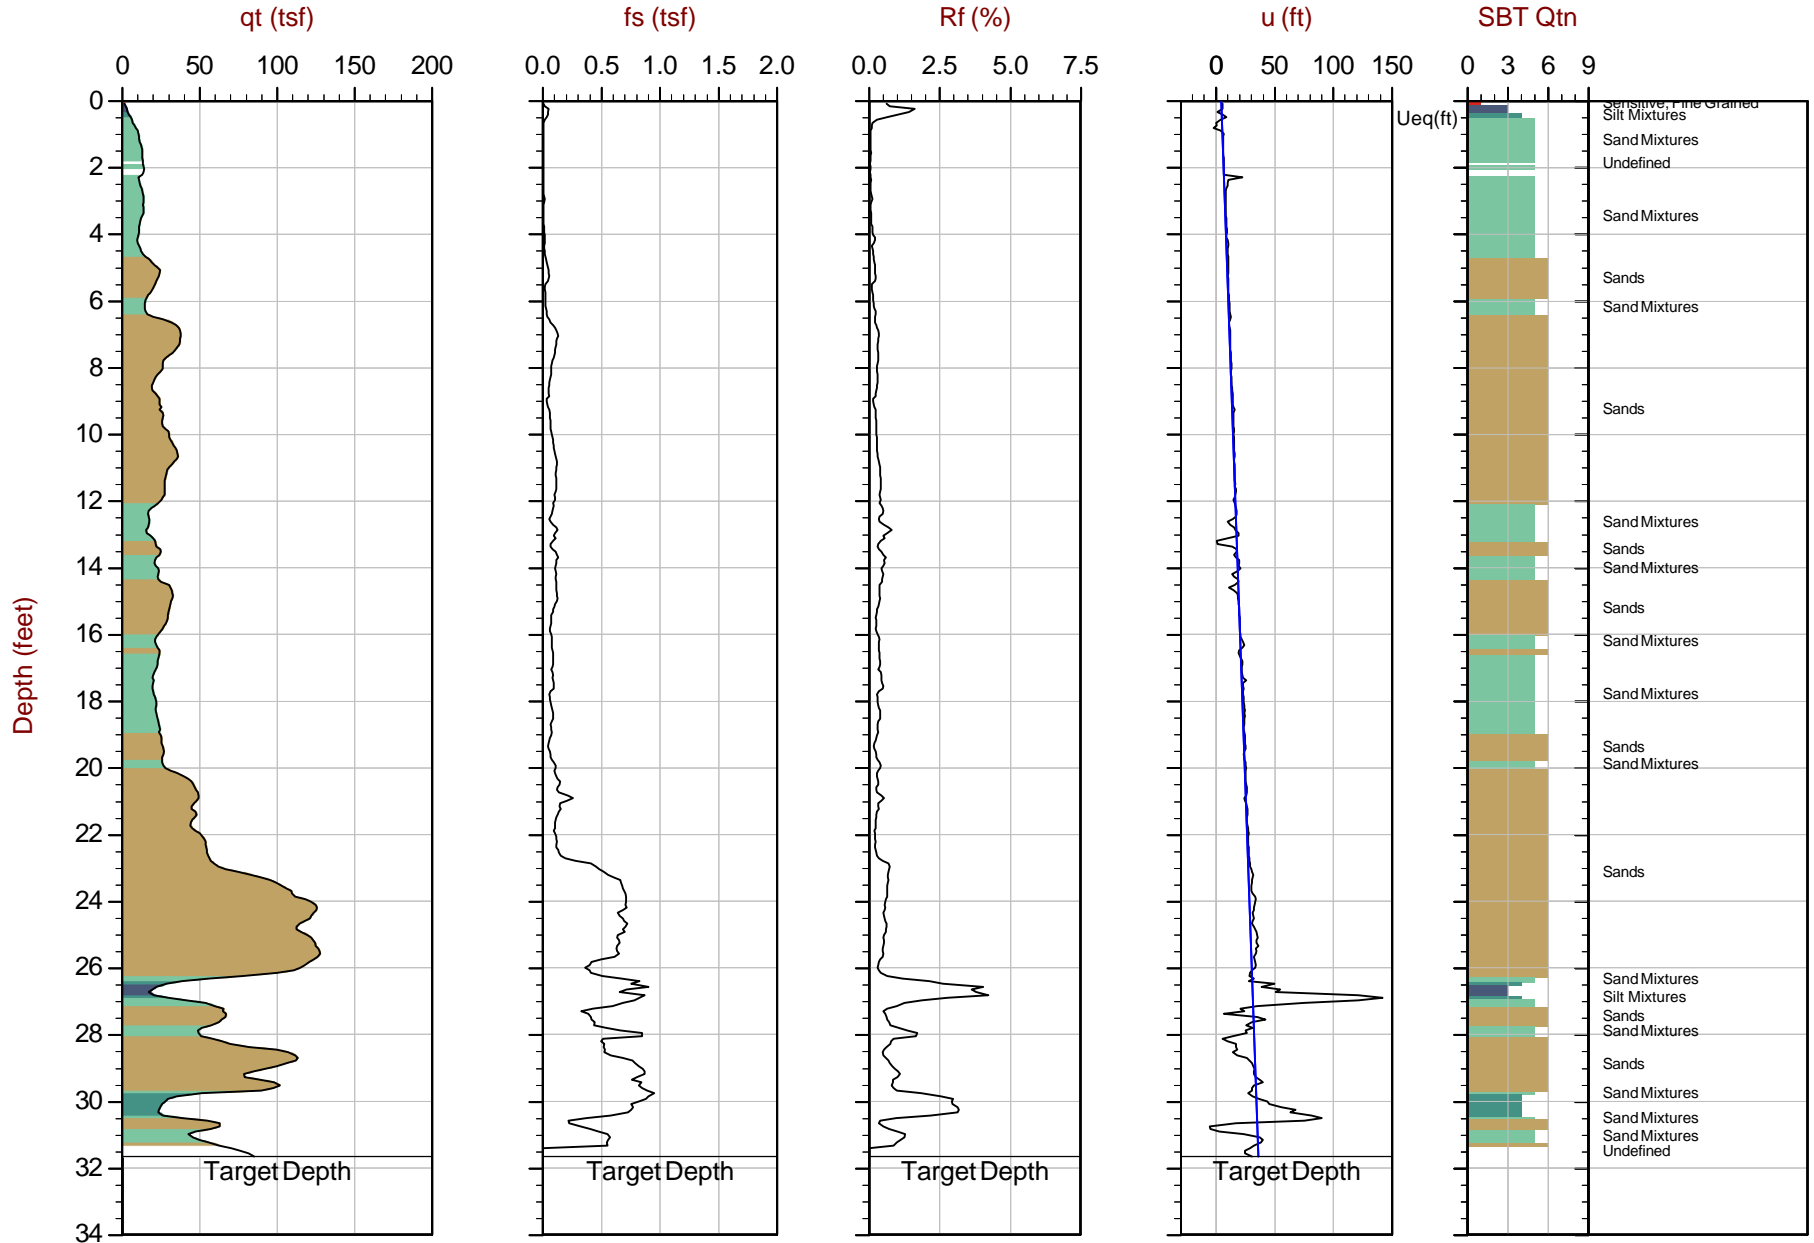 qt (tsf) fs (tsf) Rf (%) u (ft) SBT Qtn
0 50 100 150 200 0.0 0.5 1.0 1.5 2.0 0.0 2.5 5.0 7.5 0 50 100 150 0 3 6 9
0
Sensitive, Fine Grained
Ueq(ft) Silt Mixtures
Sand Mixtures
Undefined
2
Sand Mixtures
4
Sands
6
Sand Mixtures
8
Sands
10
12
Sand Mixtures
Sands
14 Sand Mixtures
Sands
Depth (feet)
16
Sand Mixtures
Sand Mixtures
18
Sands
20 Sand Mixtures
22
Sands
24
26
Sand Mixtures
Silt Mixtures
Sands
28 Sand Mixtures
Sands
Sand Mixtures
30
Sand Mixtures
Sand Mixtures
Undefined
32 Target Depth Target Depth Target Depth Target Depth
34